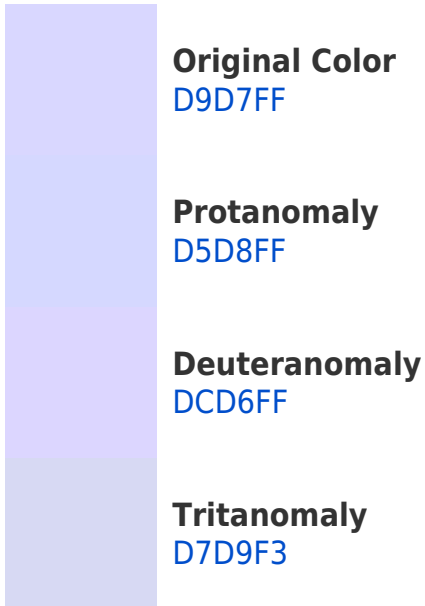 Original Color
D9D7FF
Protanomaly
D5D8FF
Deuteranomaly
DCD6FF
Tritanomaly
D7D9F3